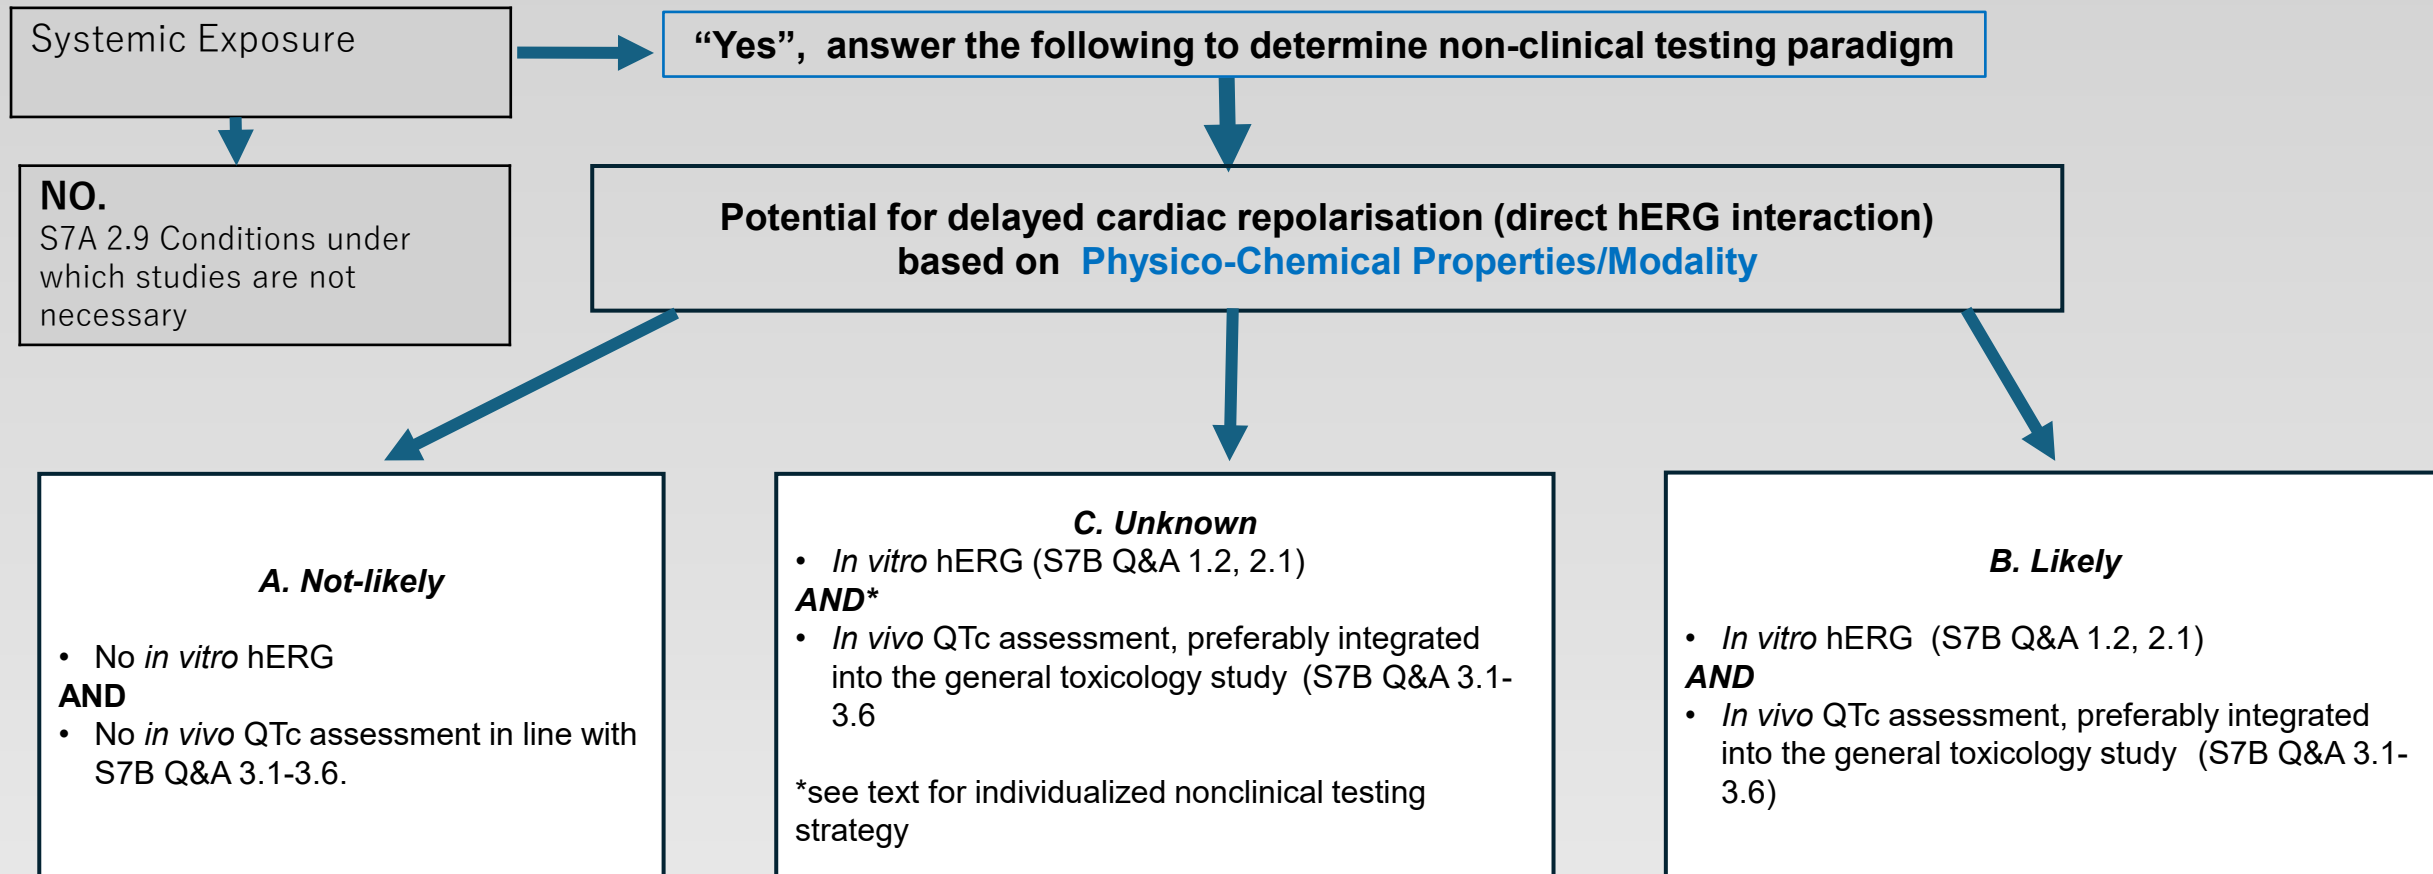 Systemic Exposure
“Yes”, answer the following to determine non-clinical testing paradigm
NO.
S7A 2.9 Conditions under
which studies are not
necessary
Potential for delayed cardiac repolarisation (direct hERG interaction)
based on Physico-Chemical Properties/Modality
A. Not-likely
• No in vitro hERG
AND
• No in vivo QTc assessment in line with
S7B Q&A 3.1-3.6.
C. Unknown
• In vitro hERG (S7B Q&A 1.2, 2.1)
AND*
• In vivo QTc assessment, preferably integrated
into the general toxicology study (S7B Q&A 3.1-
3.6
*see text for individualized nonclinical testing
strategy
B. Likely
• In vitro hERG (S7B Q&A 1.2, 2.1)
AND
• In vivo QTc assessment, preferably integrated
into the general toxicology study (S7B Q&A 3.1-
3.6)